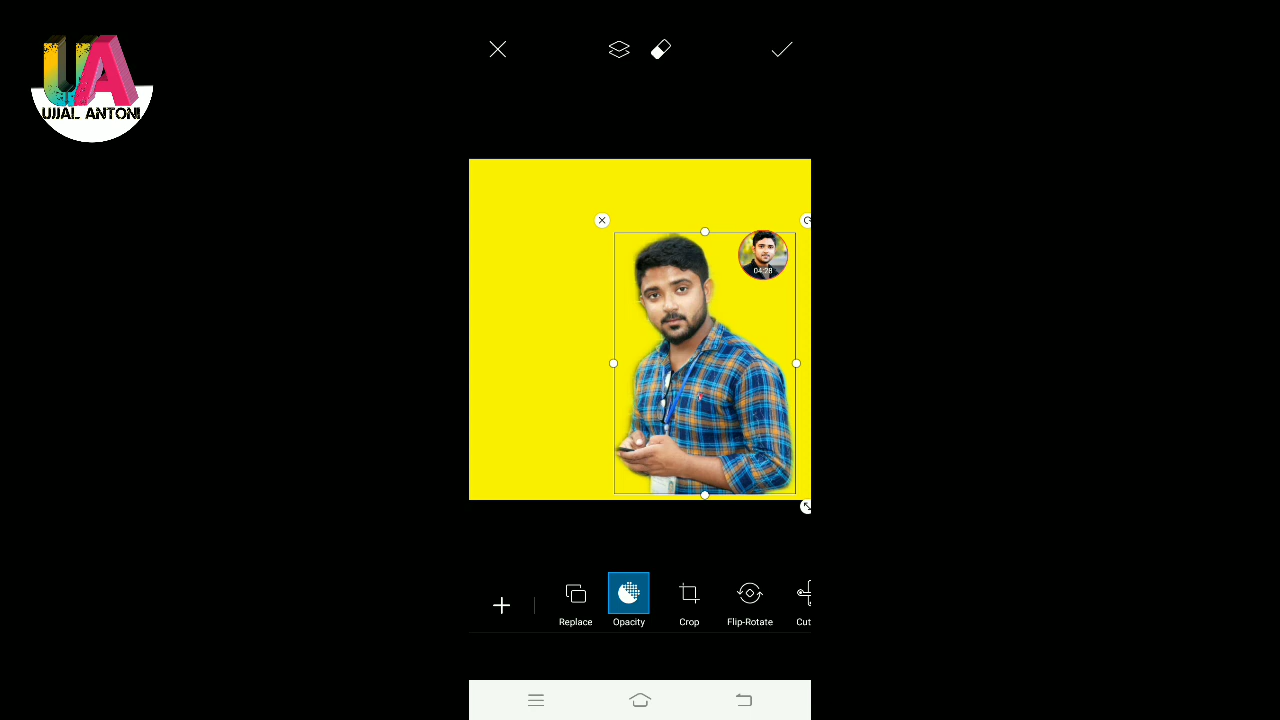 UA
UJJAL ANTONI
04:28
Replace
Opacity
Crop
Flip-Rotate
Cut